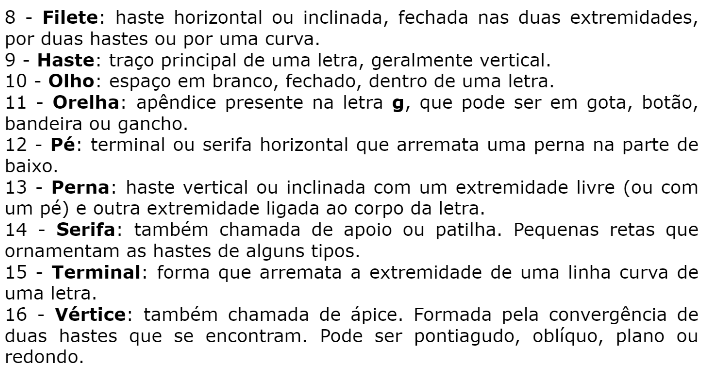 8 - Filete: haste horizontal ou inclinada, fechada nas duas extremidades,
por duas hastes ou por uma curva.
9 - Haste: traço principal de uma letra, geralmente vertical.
10 - Olho: espaço em branco, fechado, dentro de uma letra.
11 - Orelha: apêndice presente na letra g, que pode ser em gota, botão,
bandeira ou gancho.
12 - Pé: terminal ou serifa horizontal que arremata uma perna na parte de
baixo.
13 - Perna: haste vertical ou inclinada com um extremidade livre (ou com
um pé) e outra extremidade ligada ao corpo da letra.
14 - Serifa: também chamada de apoio ou patilha. Pequenas retas que
ornamentam as hastes de alguns tipos.
15 - Terminal: forma que arremata a extremidade de uma linha curva de
uma letra.
16 - Vértice: também chamada de ápice. Formada pela convergência de
duas hastes que se encontram. Pode ser pontiagudo, oblíquo, plano ou
redondo.